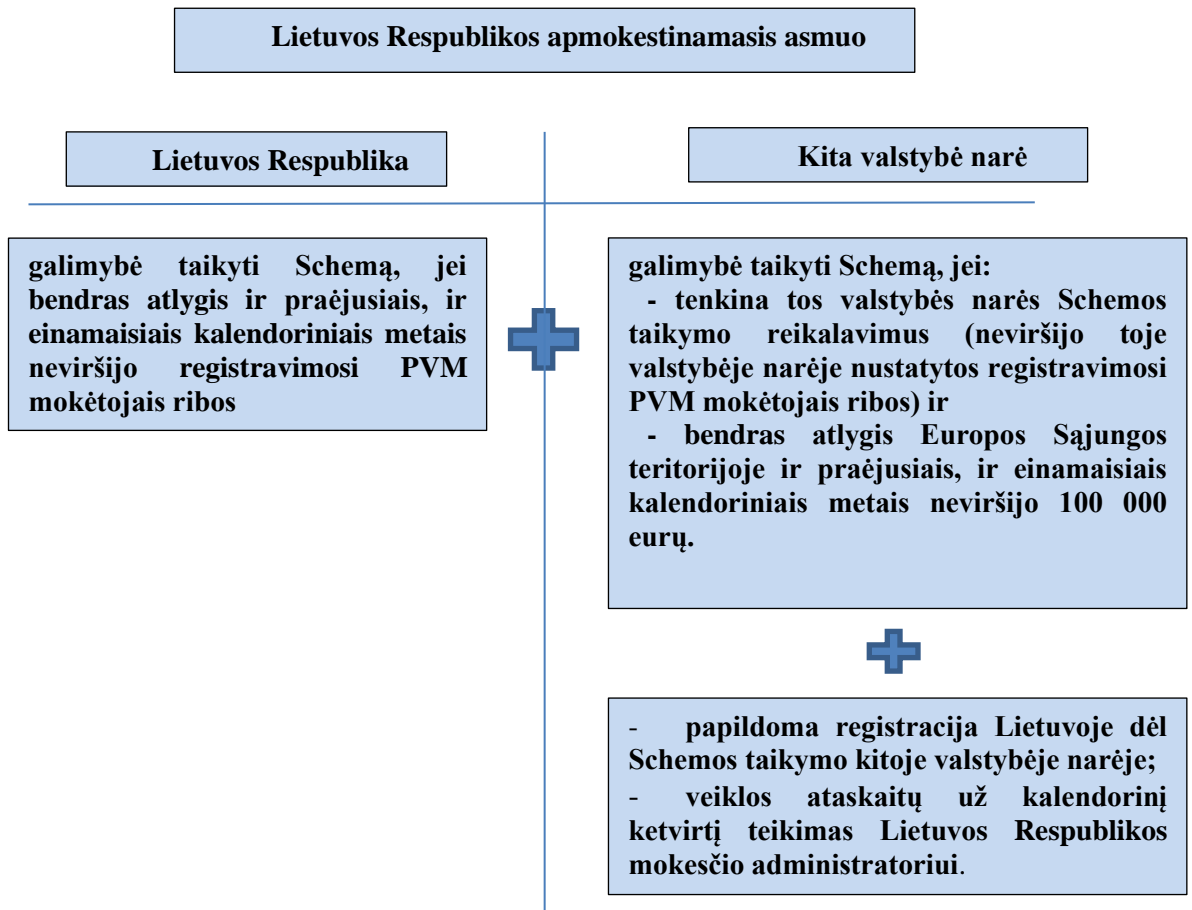 Lietuvos Respublikos apmokestinamasis asmuo
Lietuvos Respublika
galimybė taikyti Schemą, jei
bendras atlygis ir praėjusiais, ir
einamaisiais kalendoriniais metais
neviršijo registravimosi PVM
mokėtojais ribos
Kita valstybė narė
galimybė taikyti Schemą, jei:
- tenkina tos valstybės narės Schemos
taikymo reikalavimus (neviršijo toje
valstybėje narėje nustatytos registravimosi
PVM mokėtojais ribos) ir
- bendras atlygis Europos Sąjungos
teritorijoje ir praėjusiais, ir einamaisiais
kalendoriniais metais neviršijo 100 000
eurų.
- papildoma registracija Lietuvoje dėl
Schemos taikymo kitoje valstybėje narėje;
- veiklos ataskaitų už kalendorinį
ketvirtį teikimas Lietuvos Respublikos
mokesčio administratoriui.